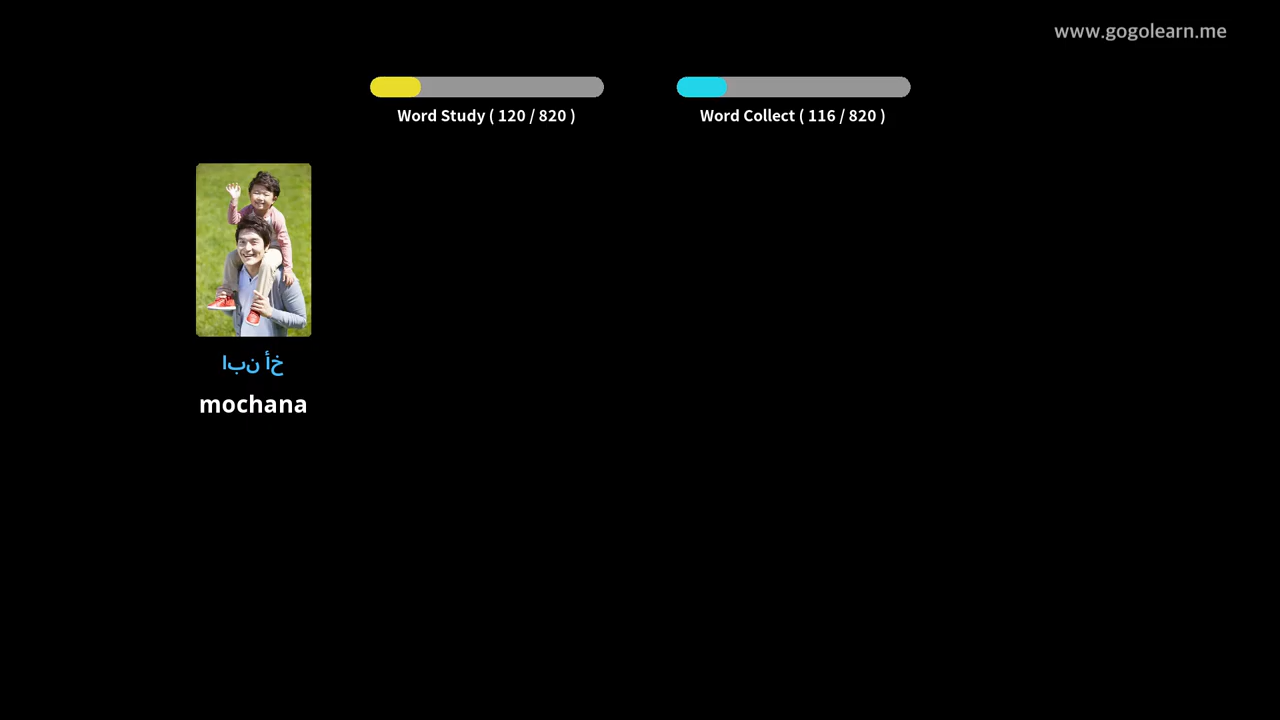 www.gogolearn.me
Word Study ( 120 / 820 )
Word Collect ( 116 / 820 )
ابن أخ
mochana